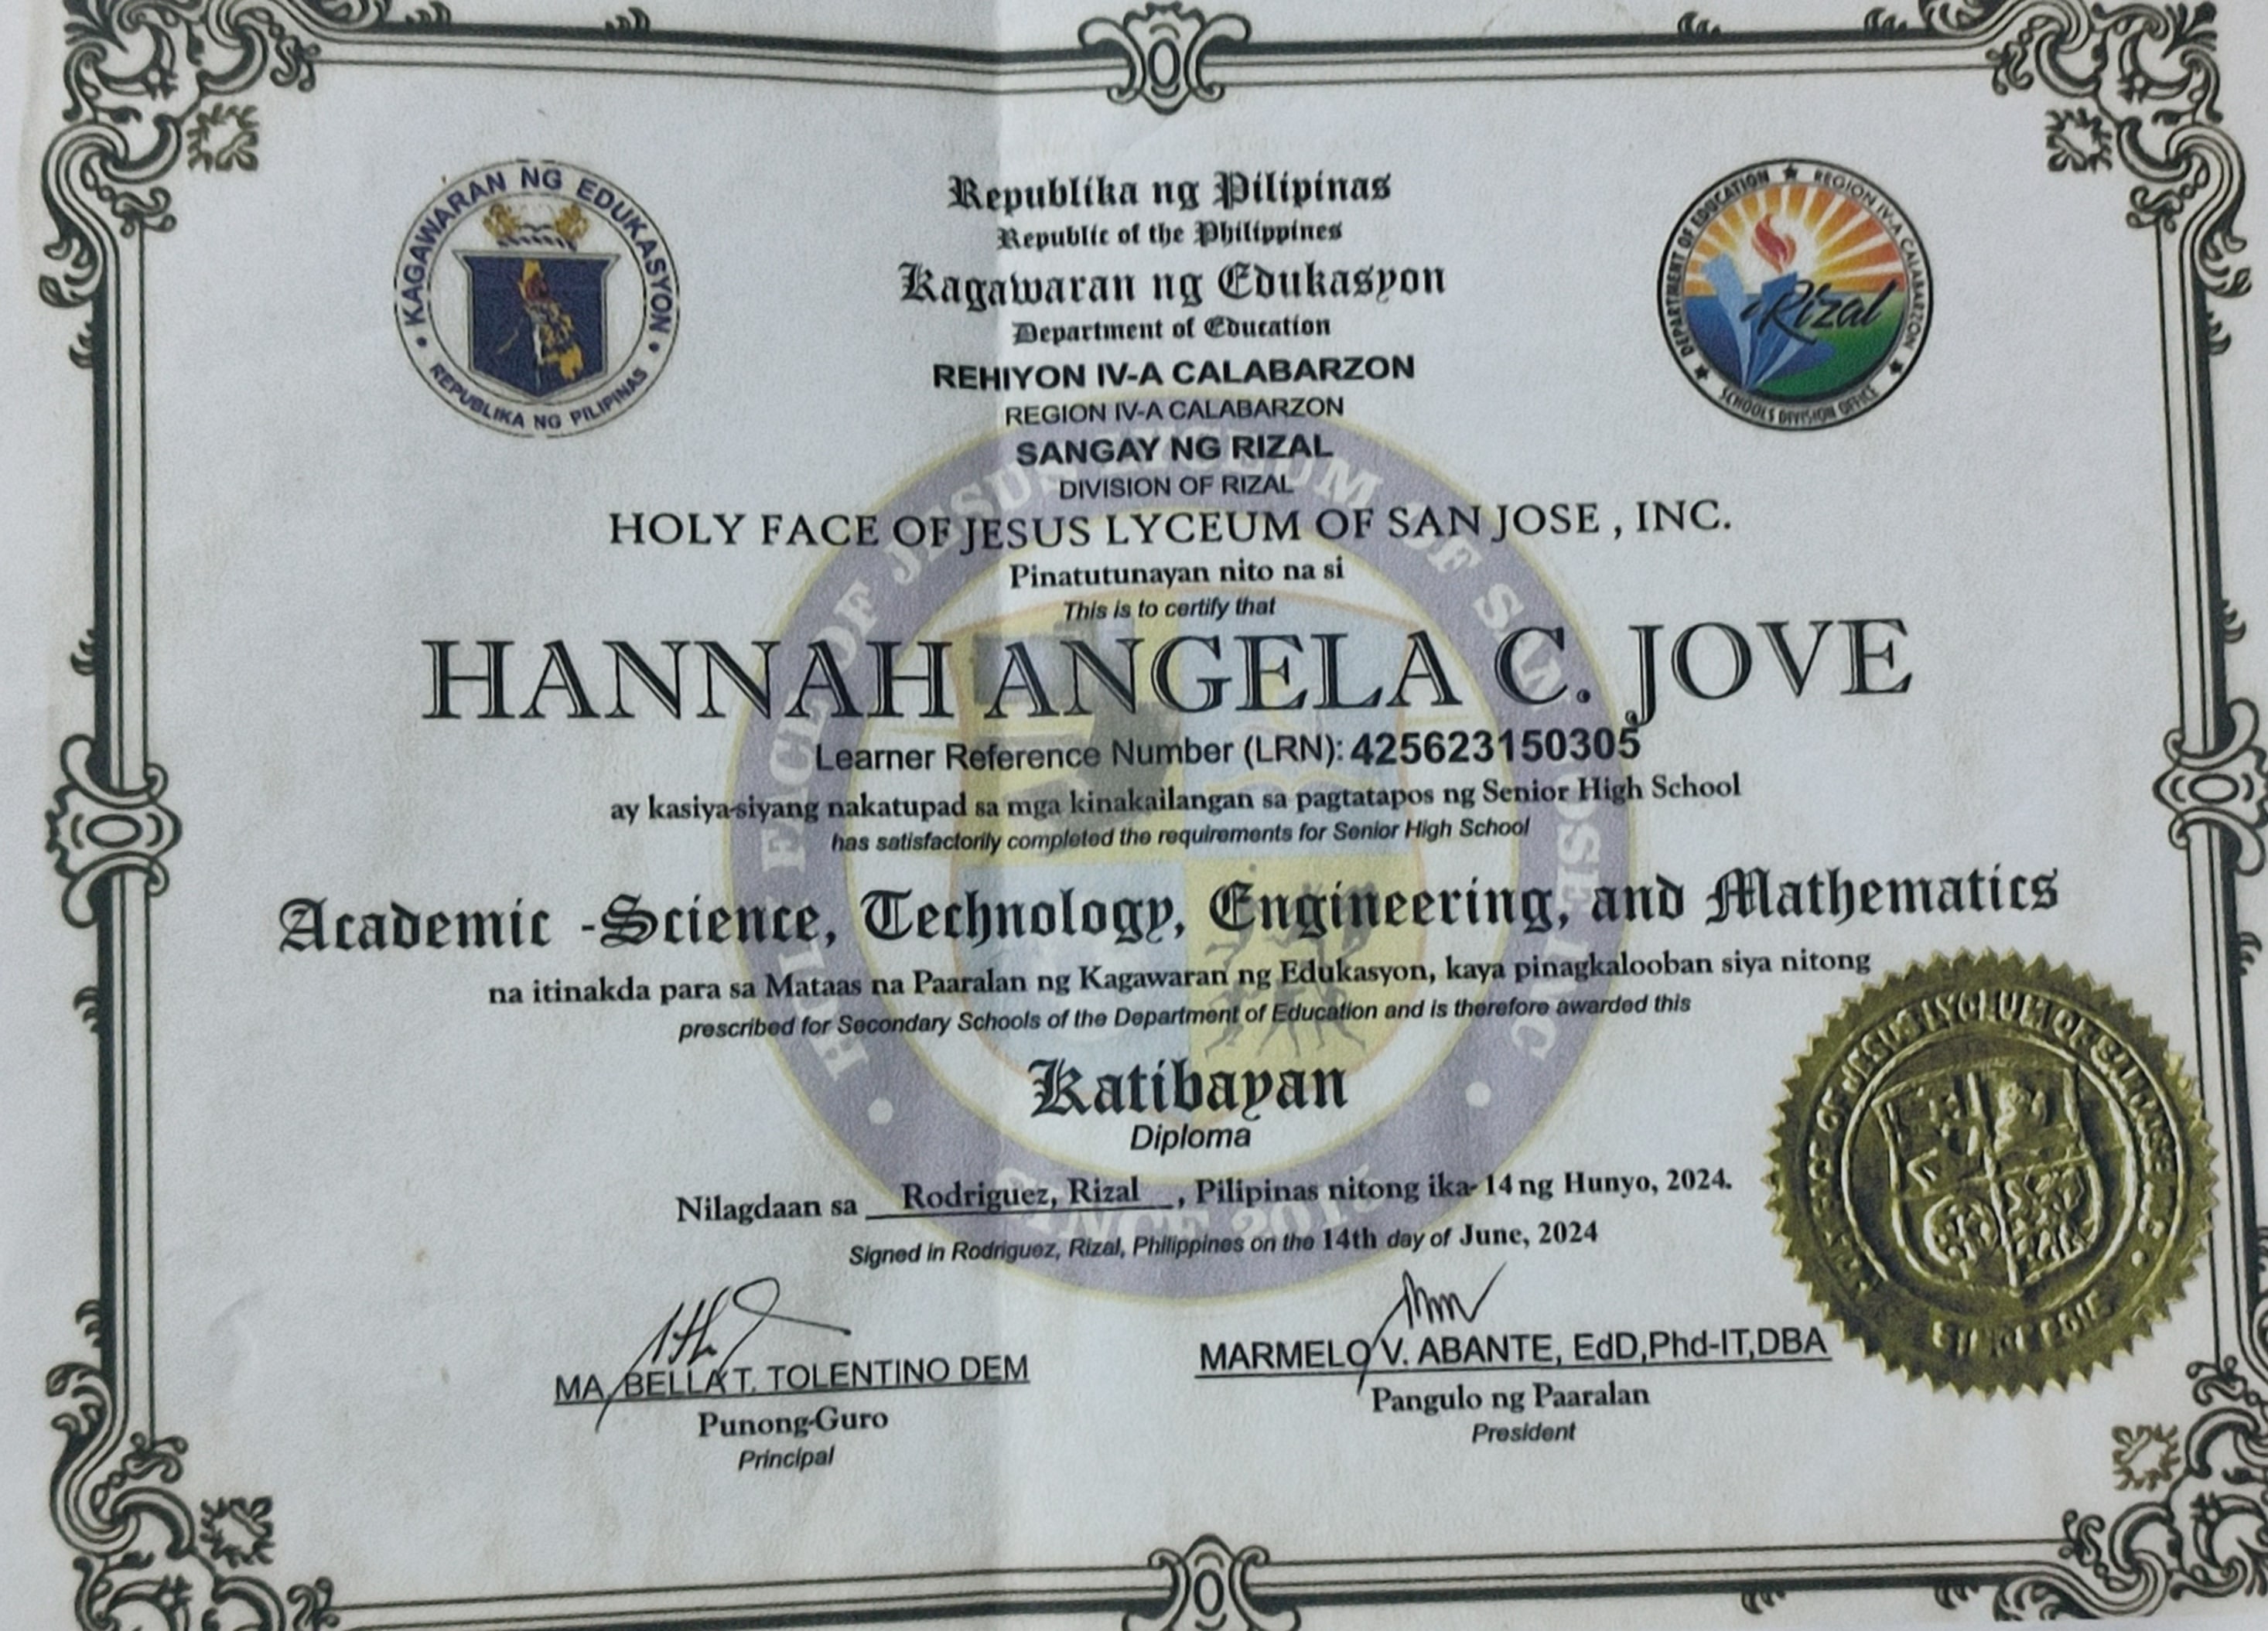 KAGAWARAN NG EDUKASYON
REPUBLIKA NG PILIPINAS
DEPARTMENT OF EDUCATION ★ REGION IV-A CALABARZON ★
SCHOOLS DIVISION OFFICE ★
Rizal
Republika ng Pilipinas
Republic of the Philippines
Kagawaran ng Edukasyon
Department of Education
REHIYON IV-A CALABARZON
REGION IV-A CALABARZON
SANGAY NG RIZAL
DIVISION OF RIZAL
HOLY FACE OF JESUS LYCEUM OF SAN JOSE , INC.
Pinatutunayan nito na si
This is to certify that
HANNAH ANGELA C. JOVE
Learner Reference Number (LRN): 425623150305
ay kasiya-siyang nakatupad sa mga kinakailangan sa pagtatapos ng Senior High School
has satisfactorily completed the requirements for Senior High School
Academic -Science, Technology, Engineering, and Mathematics
na itinakda para sa Mataas na Paaralan ng Kagawaran ng Edukasyon, kaya pinagkalooban siya nitong
prescribed for Secondary Schools of the Department of Education and is therefore awarded this
Katibayan
Diploma
Nilagdaan sa Rodriguez, Rizal , Pilipinas nitong ika- 14 ng Hunyo, 2024.
Signed in Rodriguez, Rizal, Philippines on the 14th day of June, 2024
MA. BELLA T. TOLENTINO DEM
Punong-Guro
Principal
MARMELO V. ABANTE, EdD,Phd-IT,DBA
Pangulo ng Paaralan
President
FACE OF JESUS LYCEUM OF SAN JOSE